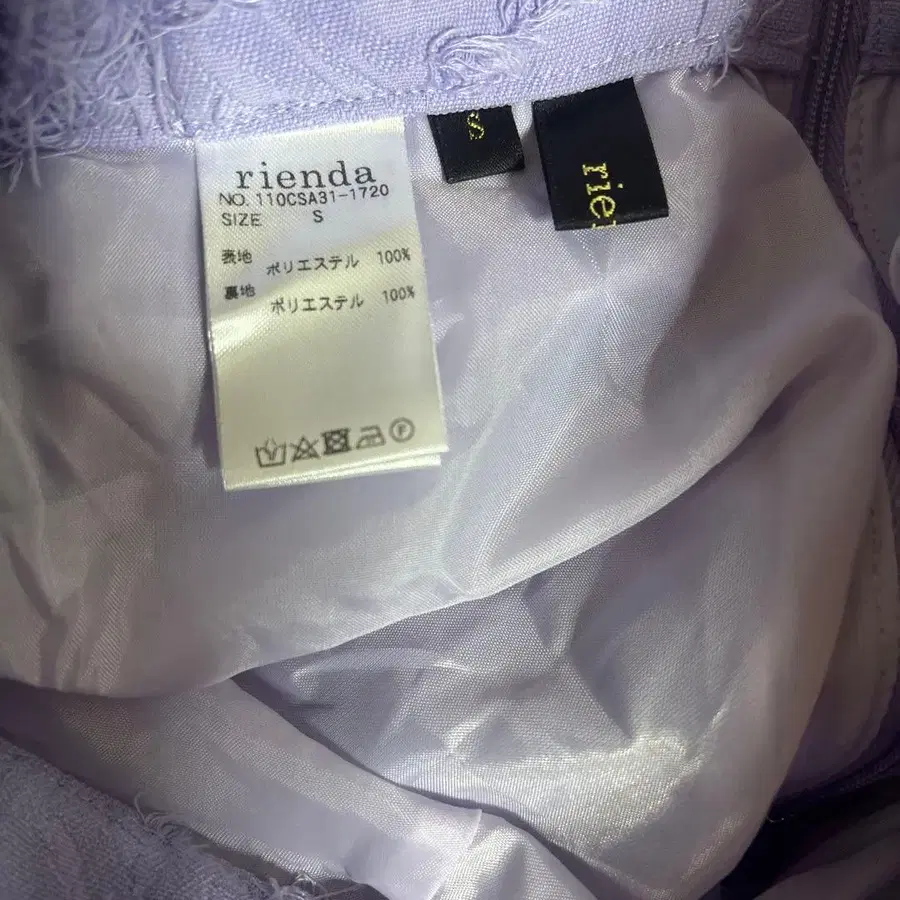 rienda
NO. 110CSA31-1720
SIZE S
表地 ポリエステル 100%
裏地 ポリエステル 100%
F
S
rie